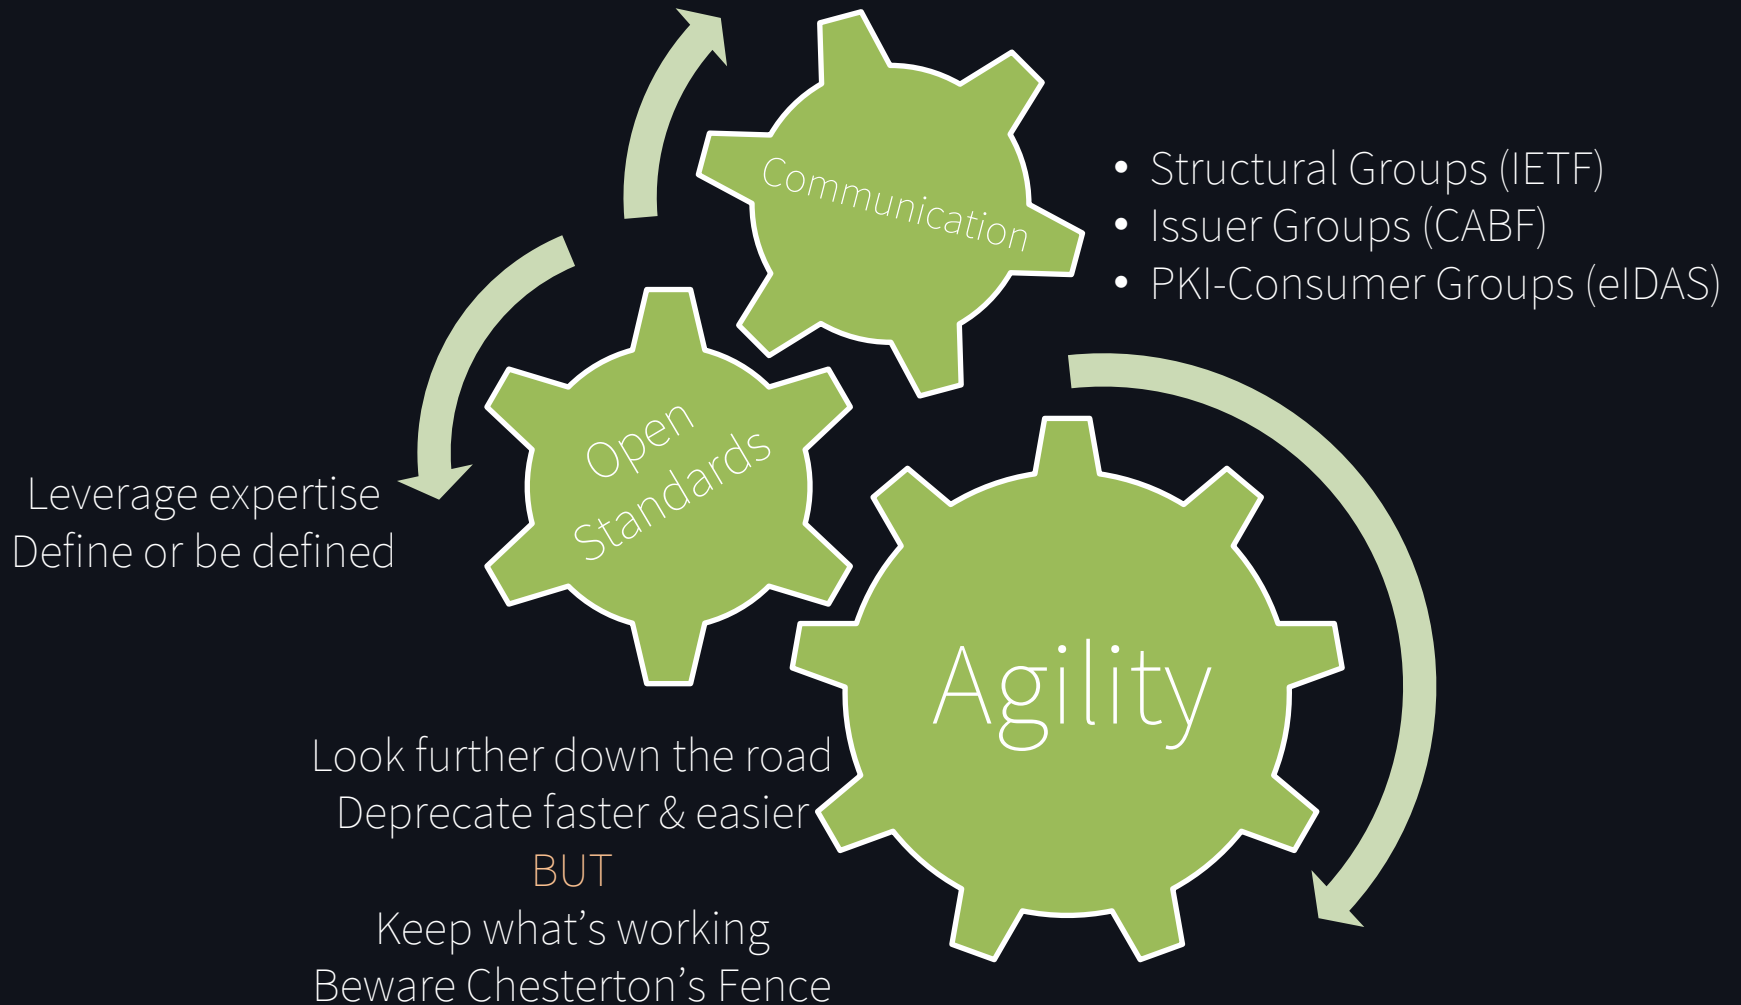 Communication
• Structural Groups (IETF)
• Issuer Groups (CABF)
• PKI-Consumer Groups (eIDAS)
Open
Standards
Leverage expertise
Define or be defined
Agility
Look further down the road
Deprecate faster & easier
BUT
Keep what’s working
Beware Chesterton’s Fence